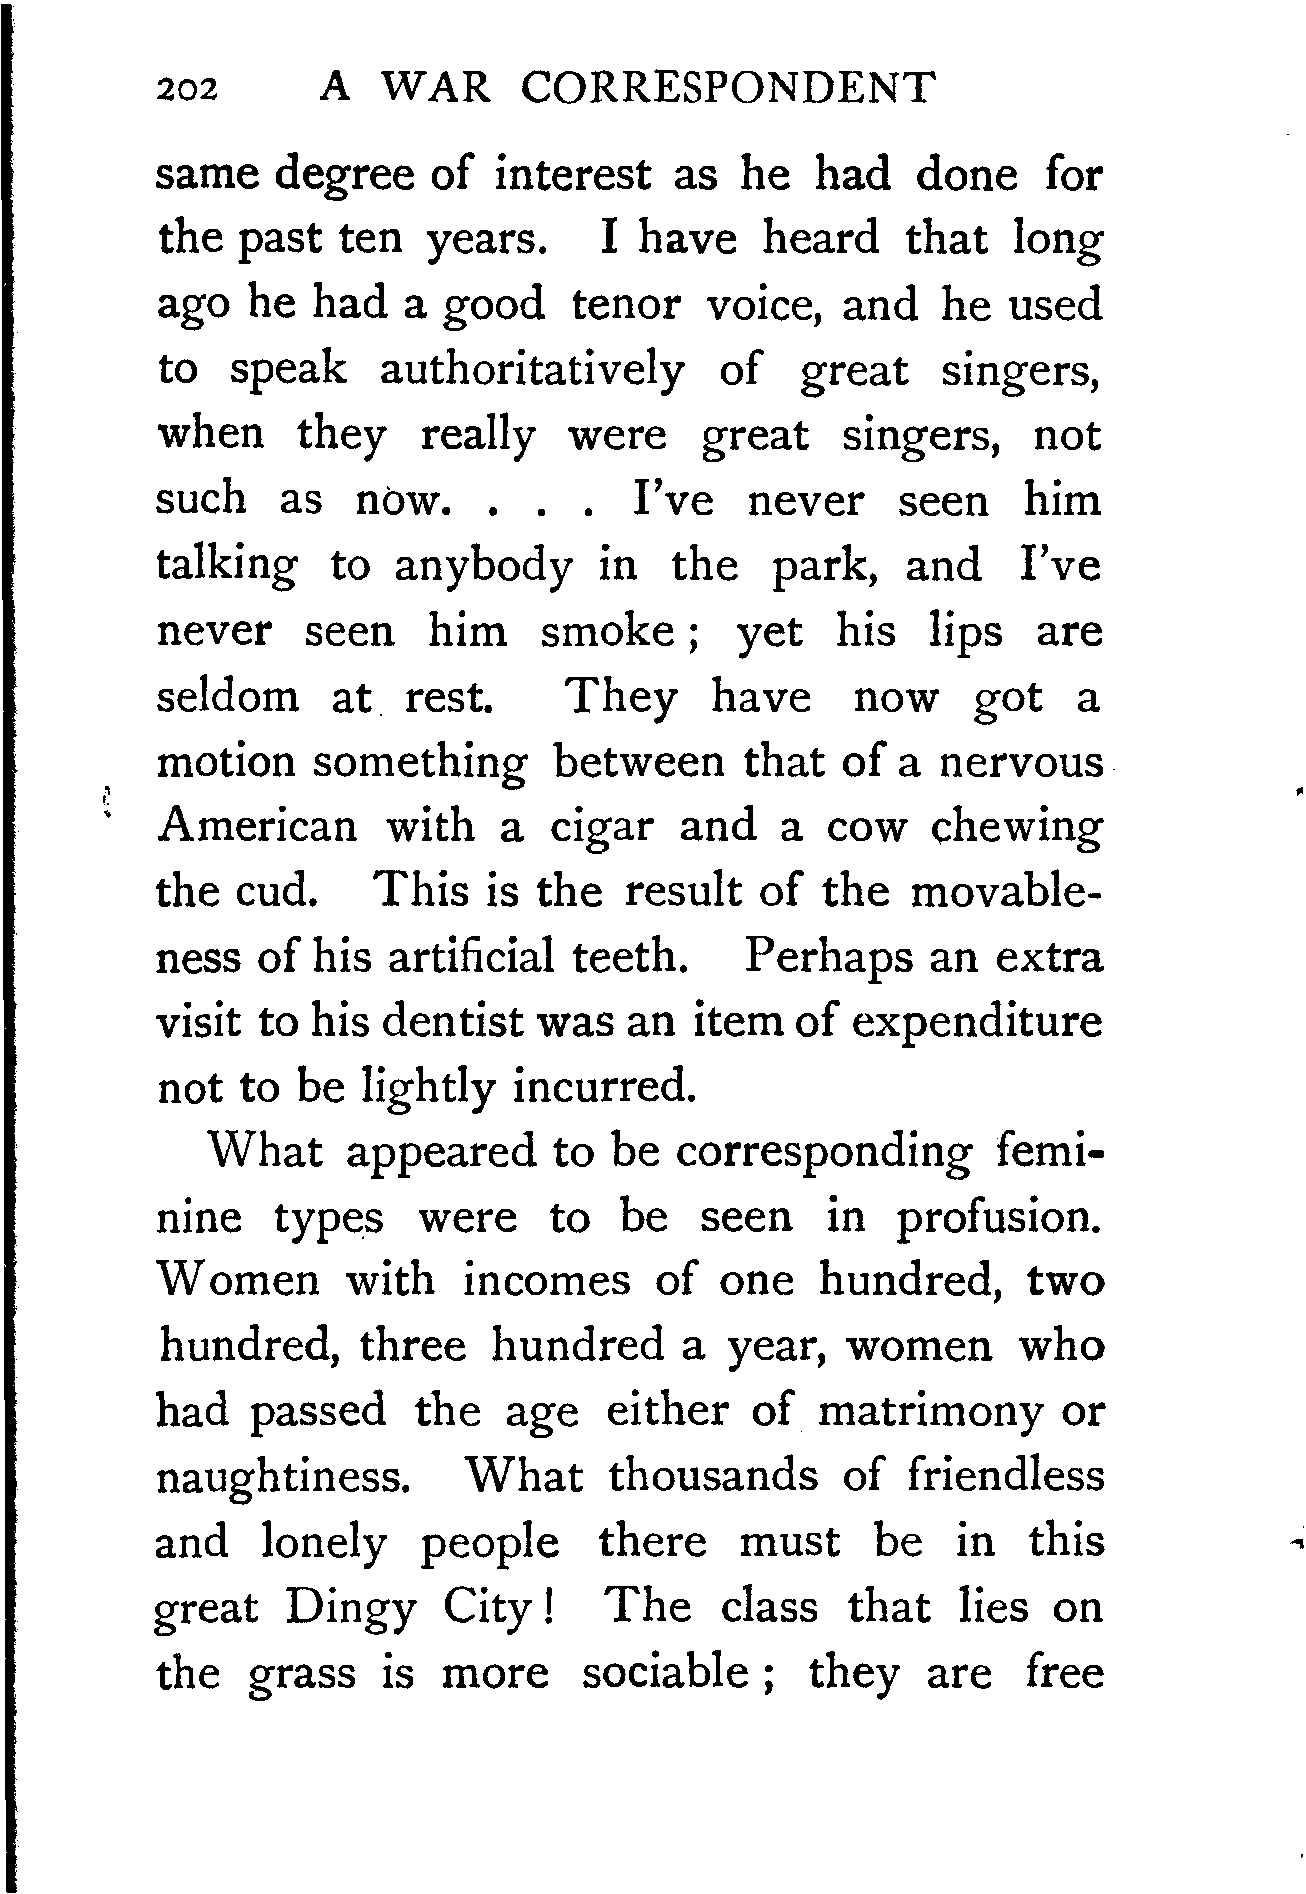 202 A WAR CORRESPONDENT
same degree of interest as he had done for
the past ten years. I have heard that long
ago he had a good tenor voice, and he used
to speak authoritatively of great singers,
when they really were great singers, not
such as now. . . . I've never seen him
talking to anybody in the park, and I've
never seen him smoke ; yet his lips are
seldom at rest. They have now got a
motion something between that of a nervous
American with a cigar and a cow chewing
the cud. This is the result of the movable-
ness of his artificial teeth. Perhaps an extra
visit to his dentist was an item of expenditure
not to be lightly incurred.
What appeared to be corresponding femi-
nine types were to be seen in profusion.
Women with incomes of one hundred, two
hundred, three hundred a year, women who
had passed the age either of matrimony or
naughtiness. What thousands of friendless
and lonely people there must be in this
great Dingy City ! The class that lies on
the grass is more sociable ; they are free